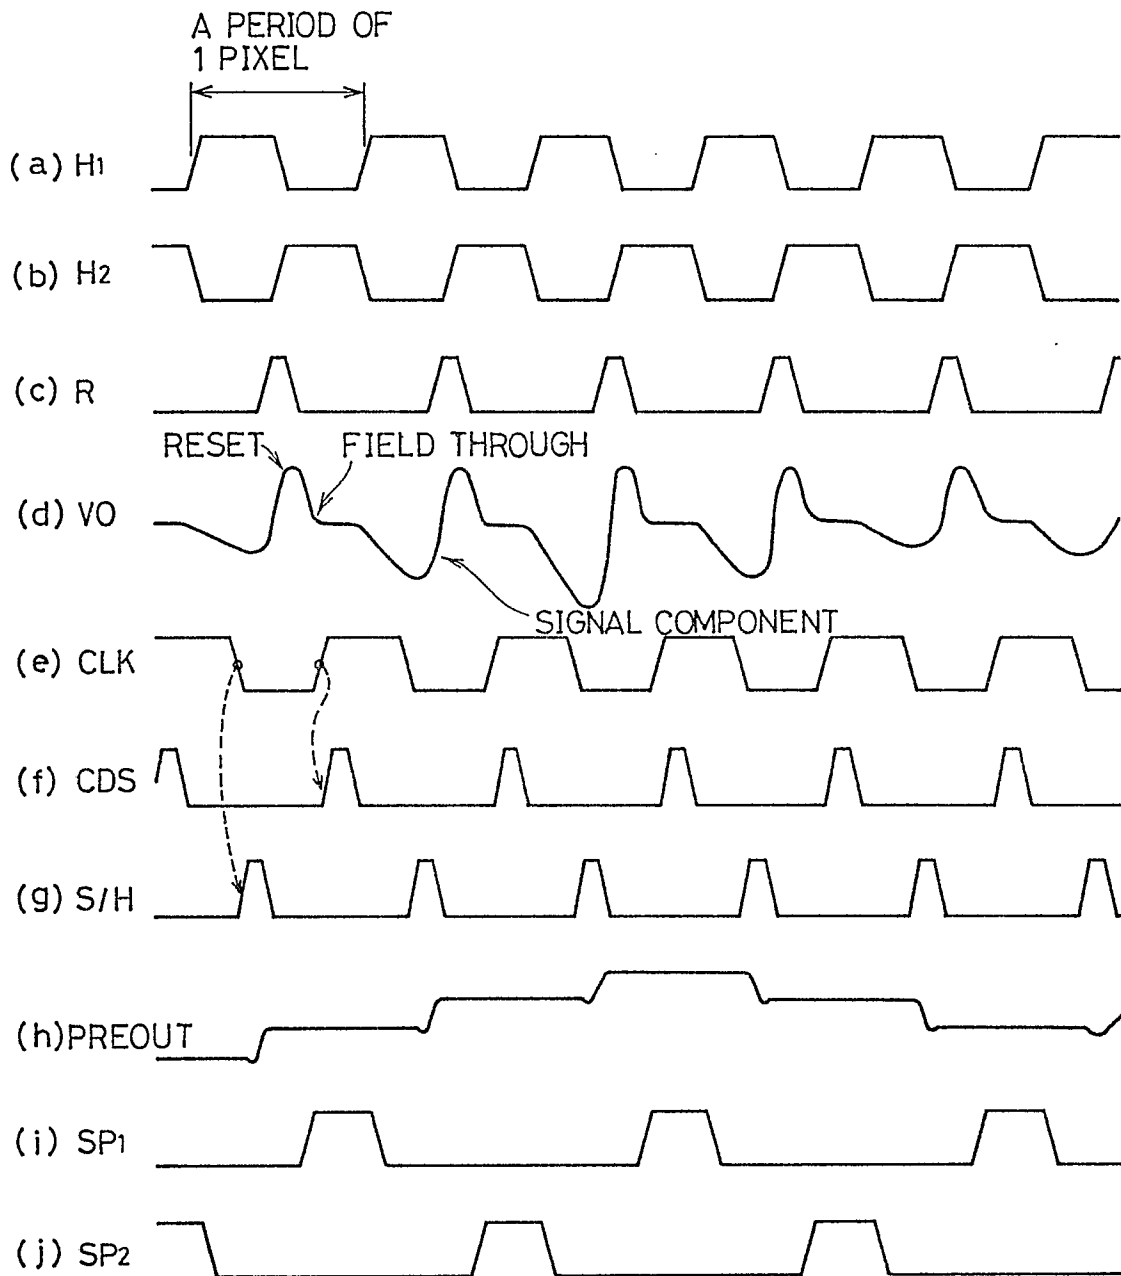 A PERIOD OF
1 PIXEL
(a) H1
(b) H2
(c) R
RESET
FIELD THROUGH
(d) VO
SIGNAL COMPONENT
(e) CLK
(f) CDS
(g) S/H
(h) PREOUT
(i) SP1
(j) SP2